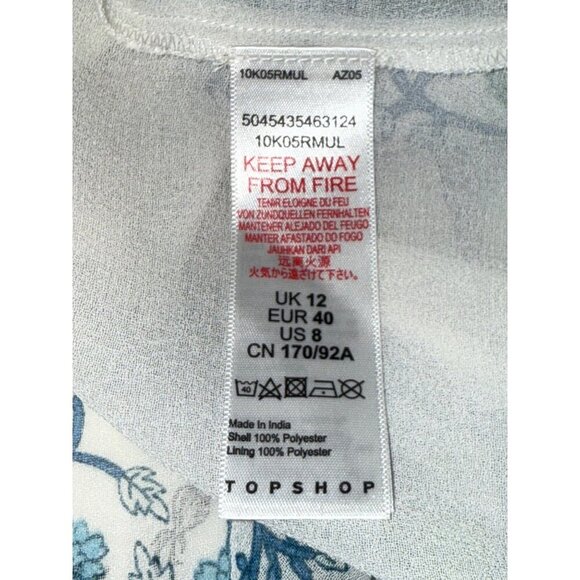 10K05RMUL AZ05
5045435463124
10K05RMUL
KEEP AWAY
FROM FIRE
TENIR ELOIGNE DU FEU
VON ZUNDQUELLEN FERNHALTEN
MANTENER ALEJADO DEL FEUGO
MANTER AFASTADO DO FOGO
JAUHKAN DARI API
远离火源
火気から遠ざけて下さい
UK 12
EUR 40
US 8
CN 170/92A
40
Made In India
Shell 100% Polyester
Lining 100% Polyester
TOPSHOP